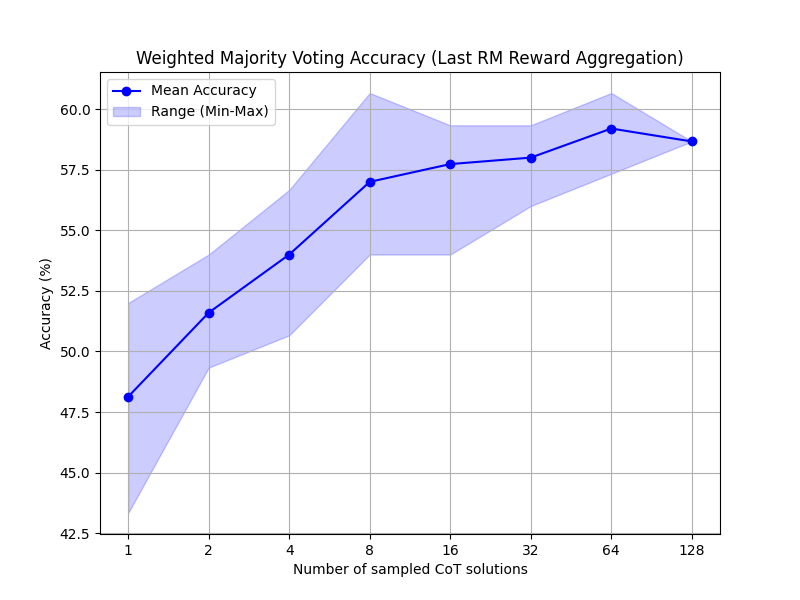 Weighted Majority Voting Accuracy (Last RM Reward Aggregation)
Mean Accuracy
Range (Min-Max)
Accuracy (%)
60.0
57.5
55.0
52.5
50.0
47.5
45.0
42.5
1 2 4 8 16 32 64 128
Number of sampled CoT solutions